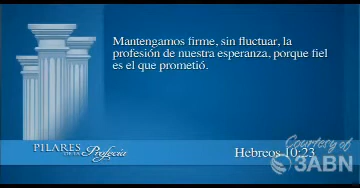 Mantengamos firme, sin fluctuar, la
profesión de nuestra esperanza, porque fiel
es el que prometió.
PILARES
DE LA Profecía
Hebreos 10:23
Courtesy of
3ABN